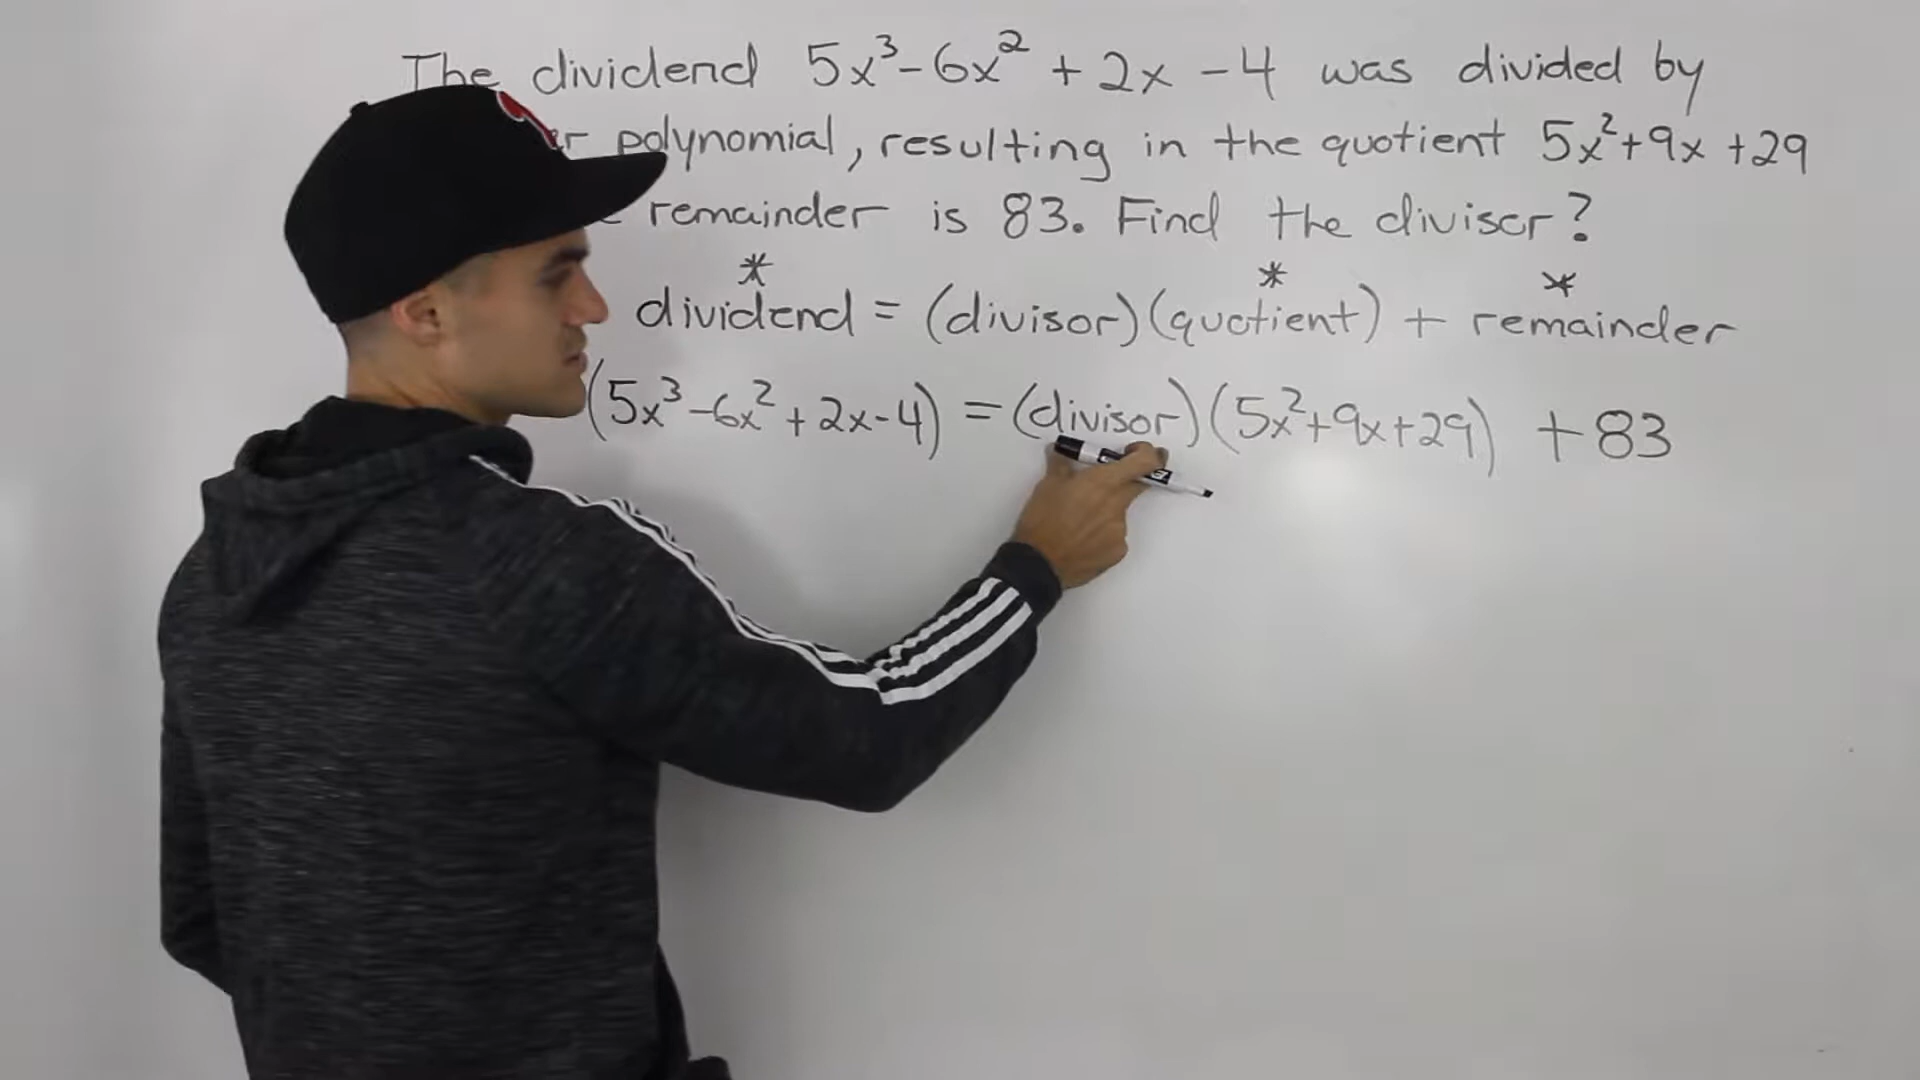 The dividend 5x³-6x²+2x-4 was divided by
polynomial, resulting in the quotient 5x²+9x+29
remainder is 83. Find the divisor?
* * *
dividend = (divisor)(quotient) + remainder
(5x³-6x²+2x-4) = (divisor)(5x²+9x+29) +83